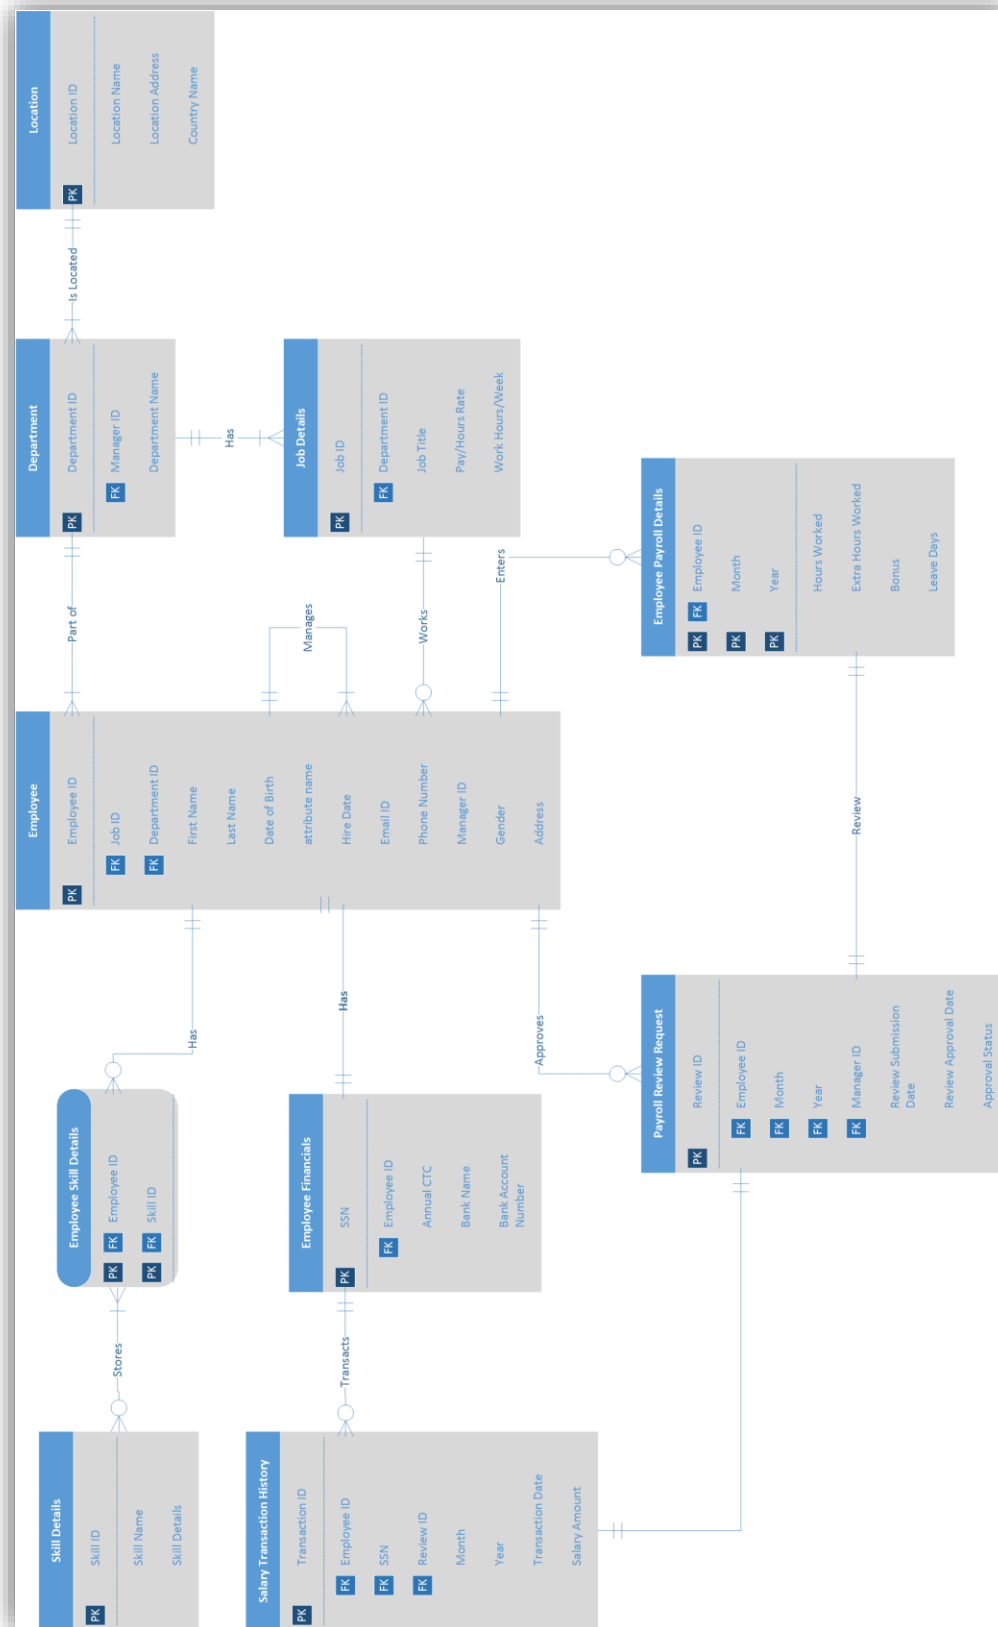 Skill Details
PK Skill ID
Skill Name
Skill Details
Stores
Employee Skill Details
PK FK Employee ID
PK FK Skill ID
Has
Employee
PK Employee ID
FK Job ID
FK Department ID
First Name
Last Name
Date of Birth
attribute name
Hire Date
Email ID
Phone Number
Manager ID
Gender
Address
Part of
Manages
Works
Enters
Department
PK Department ID
FK Manager ID
Department Name
Is Located
Location
PK Location ID
Location Name
Location Address
Country Name
Has
Job Details
PK Job ID
FK Department ID
Job Title
Pay/Hours Rate
Work Hours/Week
Salary Transaction History
PK Transaction ID
FK Employee ID
FK SSN
FK Review ID
Month
Year
Transaction Date
Salary Amount
Transacts
Employee Financials
PK SSN
FK Employee ID
Annual CTC
Bank Name
Bank Account
Number
Has
Approves
Payroll Review Request
PK Review ID
FK Employee ID
FK Month
FK Year
FK Manager ID
Review Submission
Date
Review Approval Date
Approval Status
Review
Employee Payroll Details
PK FK Employee ID
PK Month
PK Year
Hours Worked
Extra Hours Worked
Bonus
Leave Days